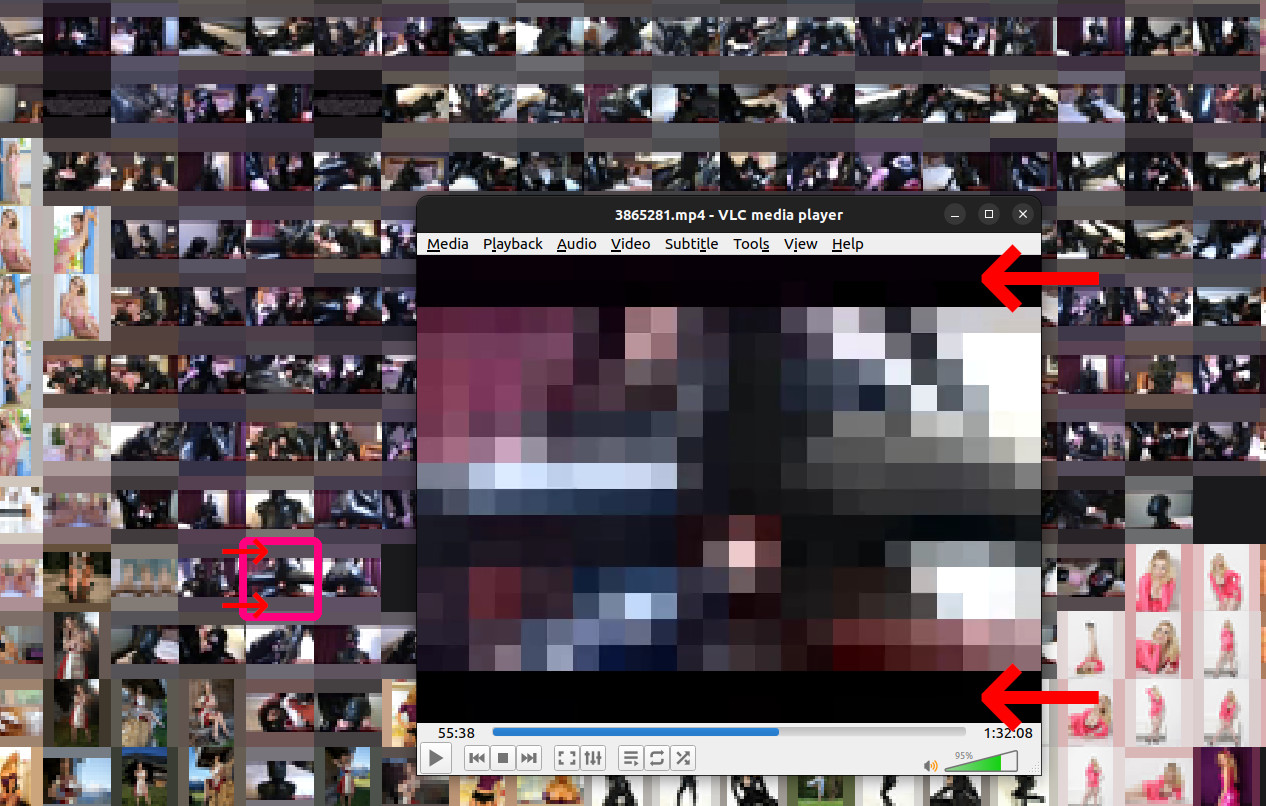 3865281.mp4 - VLC media player
Media Playback Audio Video Subtitle Tools View Help
55:38 1:32:08
95%